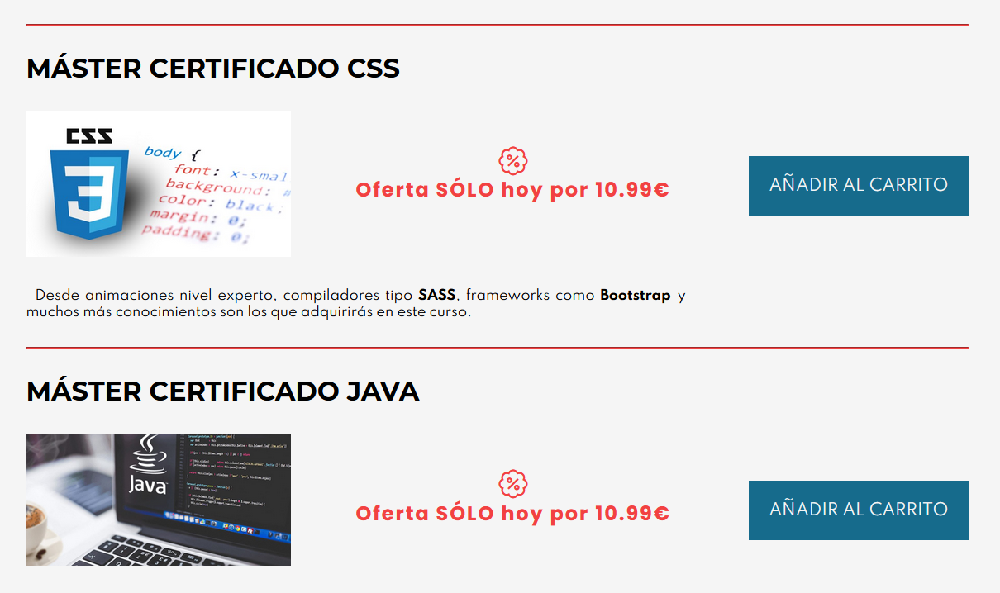 MÁSTER CERTIFICADO CSS
CSS
body {
font: x-smal
background: #
color: black.
margin: 0;
padding: 0;
Oferta SÓLO hoy por 10.99€
AÑADIR AL CARRITO
Desde animaciones nivel experto, compiladores tipo SASS, frameworks como Bootstrap y
muchos más conocimientos son los que adquirirás en este curso.
MÁSTER CERTIFICADO JAVA
Java
Oferta SÓLO hoy por 10.99€
AÑADIR AL CARRITO